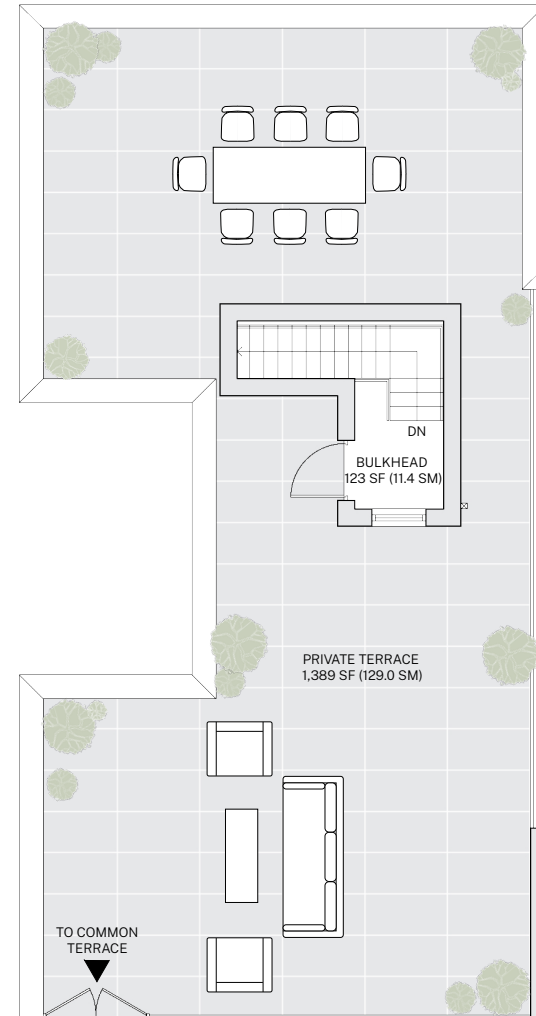 DN
BULKHEAD
123 SF (11.4 SM)
PRIVATE TERRACE
1,389 SF (129.0 SM)
TO COMMON
TERRACE